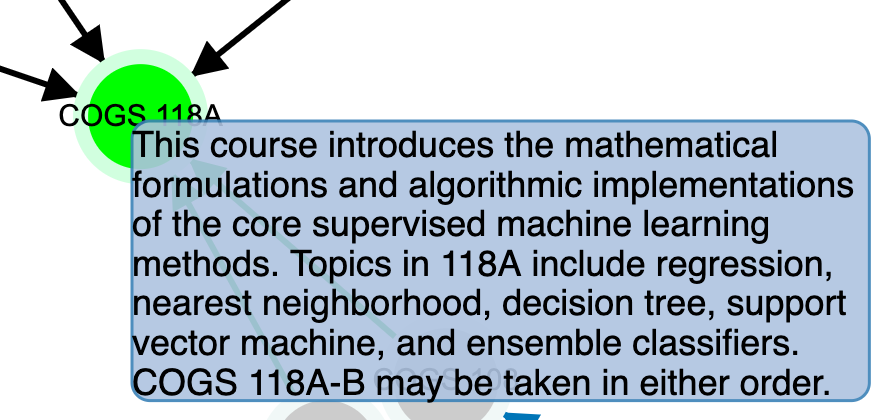 COGS 118A
This course introduces the mathematical
formulations and algorithmic implementations
of the core supervised machine learning
methods. Topics in 118A include regression,
nearest neighborhood, decision tree, support
vector machine, and ensemble classifiers.
COGS 118A-B may be taken in either order.